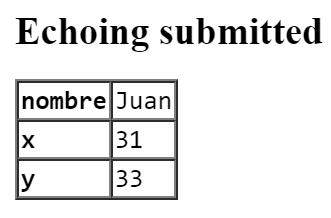 Echoing submitted
nombre Juan
x 31
y 33